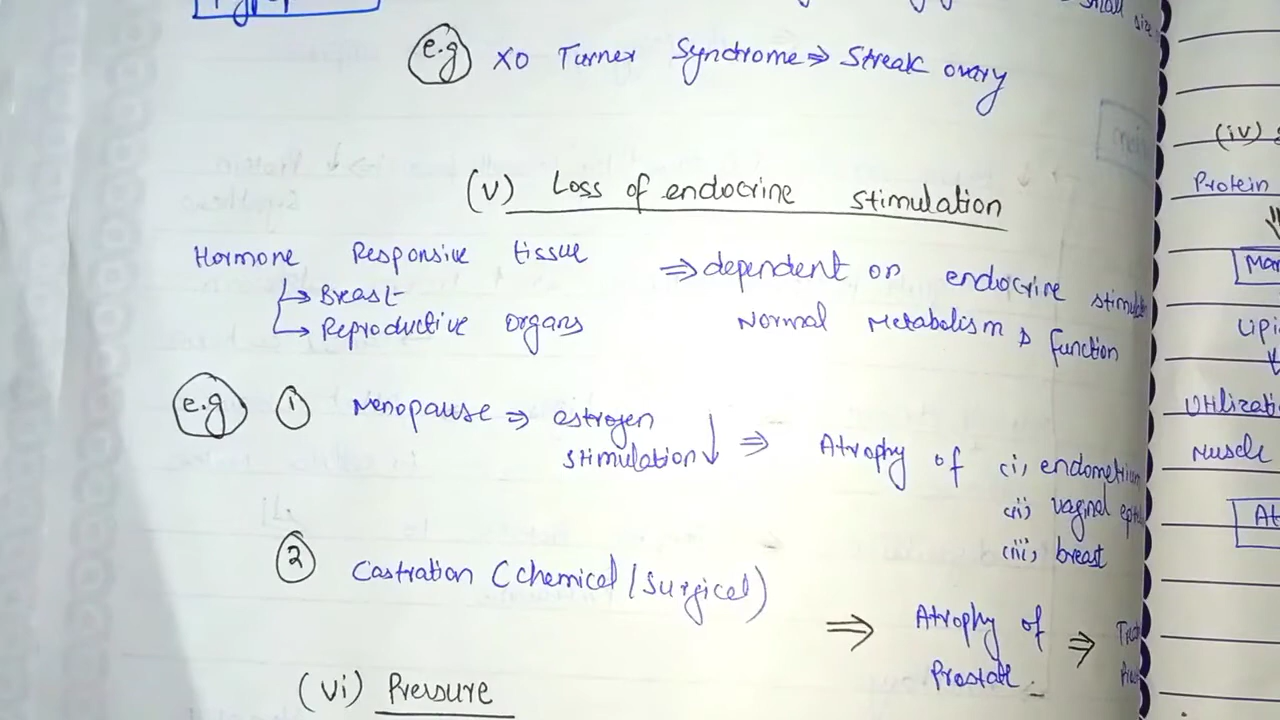 small size
e.g XO Turner Syndrome ⇒ Streak ovary
(v) Loss of endocrine stimulation
Hormone Responsive tissue ⇒ dependent on endocrine
↳ Breast
↳ Reproductive organs
Normal Metabolism & function
e.g ① Menopause ⇒ estrogen stimulation ↓ ⇒ Atrophy of (i) endometrium
(ii) vaginal
(iii) breast
② Castration (chemical/surgical)
⇒ Atrophy of Prostate ⇒
(vi) Pressure
(iv)
Protein
Muscle